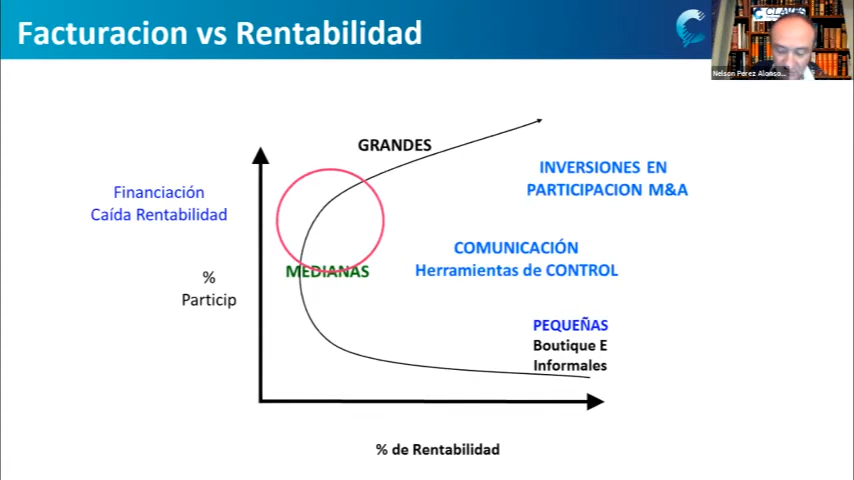 Facturacion vs Rentabilidad
CLAVES
Nelson Perez Alonso...
GRANDES
INVERSIONES EN
PARTICIPACION M&A
Financiación
Caída Rentabilidad
COMUNICACIÓN
Herramientas de CONTROL
MEDIANAS
%
Particip
PEQUEÑAS
Boutique E
Informales
% de Rentabilidad